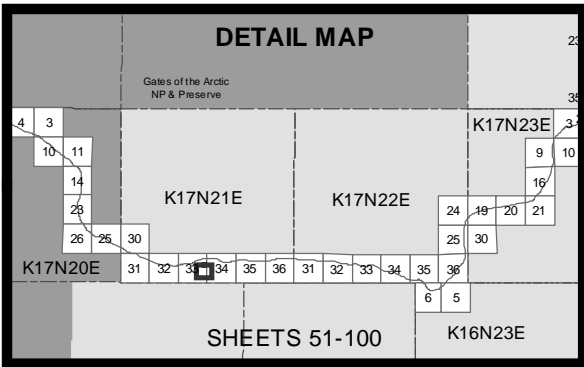 DETAIL MAP
23
Gates of the Arctic
NP & Preserve
35
4 3
K17N23E 3
10 11
9 10
14
16
K17N21E K17N22E
23
24 19 20 21
26 25 30
25 30
K17N20E
31 32 33 34 35 36 31 32 33 34 35 36
6 5
SHEETS 51-100 K16N23E